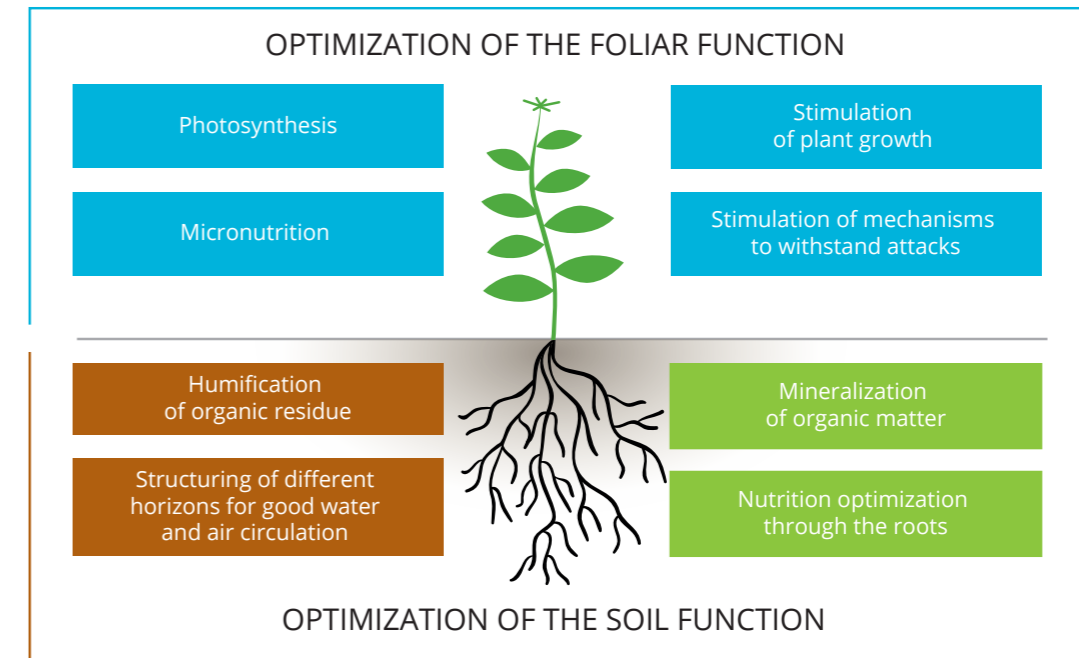 OPTIMIZATION OF THE FOLIAR FUNCTION
Photosynthesis
Stimulation
of plant growth
Micronutrition
Stimulation of mechanisms
to withstand attacks
Humification
of organic residue
Mineralization
of organic matter
Structuring of different
horizons for good water
and air circulation
Nutrition optimization
through the roots
OPTIMIZATION OF THE SOIL FUNCTION